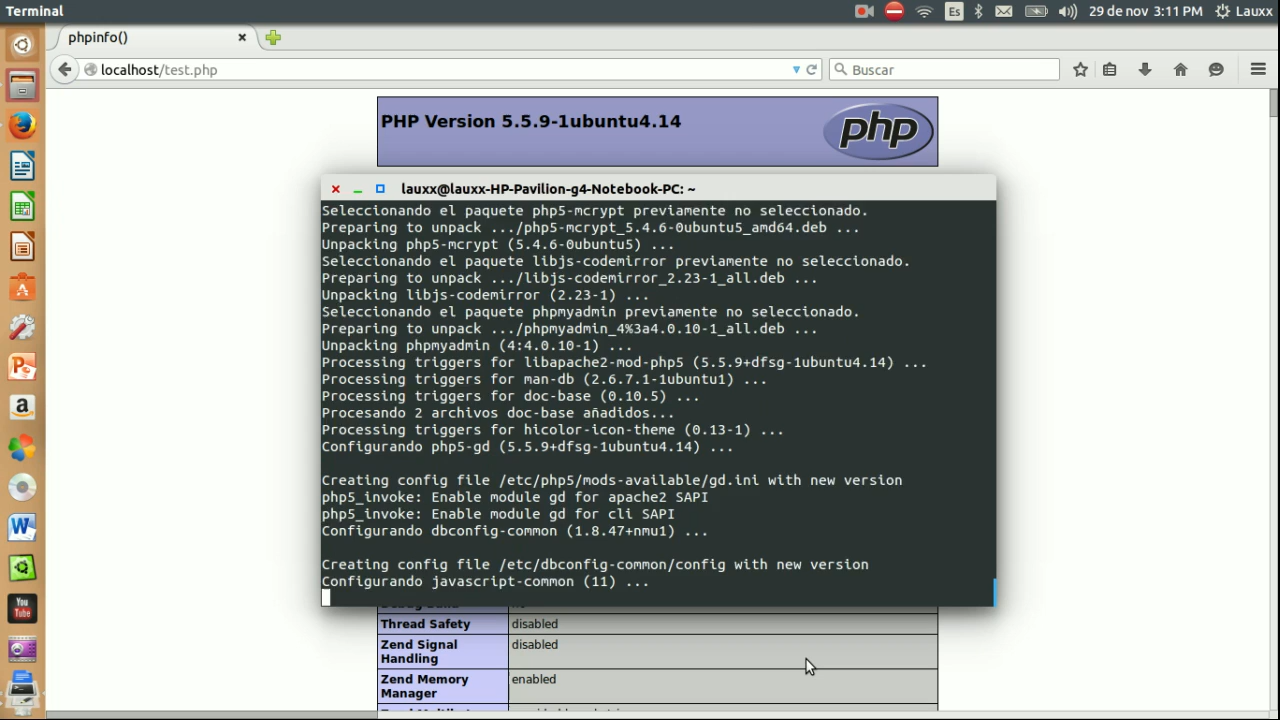 Terminal
Es
29 de nov 3:11 PM
Lauxx
phpinfo()
localhost/test.php
Buscar
PHP Version 5.5.9-1ubuntu4.14
php
lauxx@lauxx-HP-Pavilion-g4-Notebook-PC: ~
Seleccionando el paquete php5-mcrypt previamente no seleccionado.
Preparing to unpack .../php5-mcrypt_5.4.6-0ubuntu5_amd64.deb ...
Unpacking php5-mcrypt (5.4.6-0ubuntu5) ...
Seleccionando el paquete libjs-codemirror previamente no seleccionado.
Preparing to unpack .../libjs-codemirror_2.23-1_all.deb ...
Unpacking libjs-codemirror (2.23-1) ...
Seleccionando el paquete phpmyadmin previamente no seleccionado.
Preparing to unpack .../phpmyadmin_4%3a4.0.10-1_all.deb ...
Unpacking phpmyadmin (4:4.0.10-1) ...
Processing triggers for libapache2-mod-php5 (5.5.9+dfsg-1ubuntu4.14) ...
Processing triggers for man-db (2.6.7.1-1ubuntu1) ...
Processing triggers for doc-base (0.10.5) ...
Procesando 2 archivos doc-base añadidos...
Processing triggers for hicolor-icon-theme (0.13-1) ...
Configurando php5-gd (5.5.9+dfsg-1ubuntu4.14) ...
Creating config file /etc/php5/mods-available/gd.ini with new version
php5_invoke: Enable module gd for apache2 SAPI
php5_invoke: Enable module gd for cli SAPI
Configurando dbconfig-common (1.8.47+nmu1) ...
Creating config file /etc/dbconfig-common/config with new version
Configurando javascript-common (11) ...
Thread Safety
disabled
Zend Signal
Handling
disabled
Zend Memory
Manager
enabled